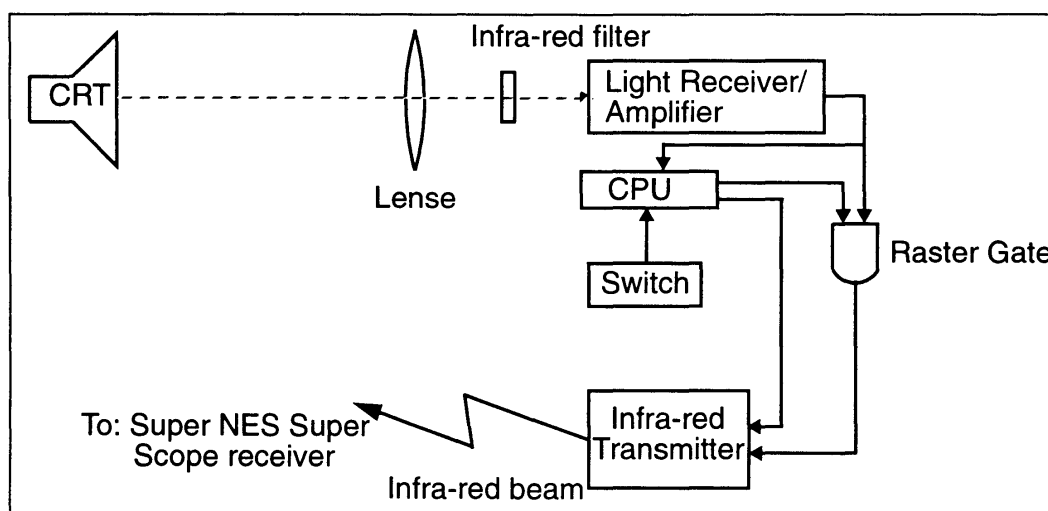 Infra-red filter
CRT
Light Receiver/
Amplifier
Lense
CPU
Switch
Raster Gate
To: Super NES Super
Scope receiver
Infra-red
Transmitter
Infra-red beam